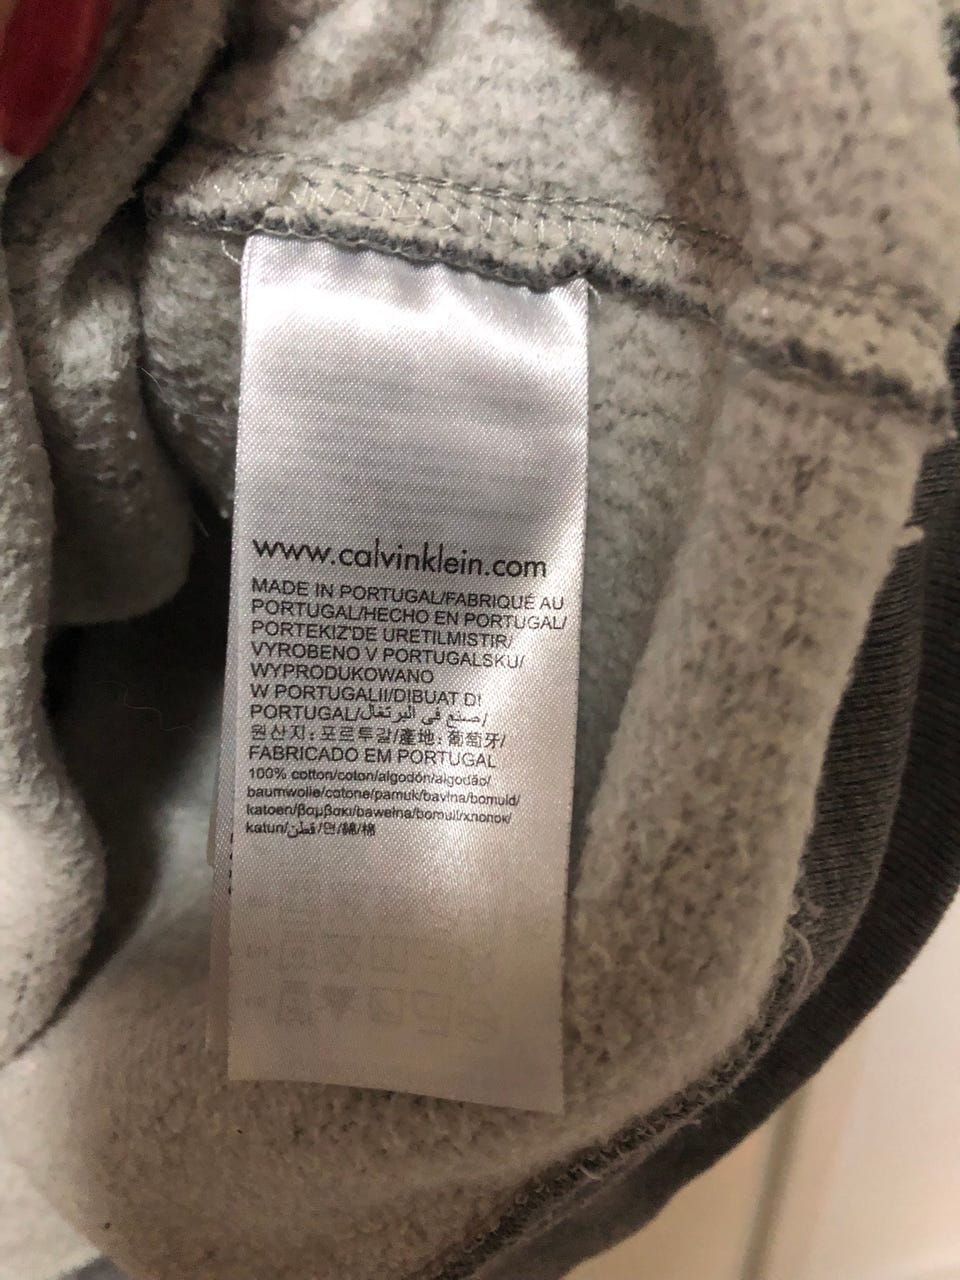 www.calvinklein.com
MADE IN PORTUGAL/FABRIQUÉ AU
PORTUGAL/HECHO EN PORTUGAL/
PORTEKIZ'DE URETILMISTIR/
VYROBENO V PORTUGALSKU/
WYPRODUKOWANO
W PORTUGALII/DIBUAT DI
PORTUGAL/صنع في البرتغال/
원산지: 포르투갈/產地: 葡萄牙/
FABRICADO EM PORTUGAL
100% cotton/coton/algodón/algodão/
baumwolle/cotone/pamuk/bavlna/bomuld/
katoen/βαμβακι/bawełna/bomull/хлопок/
katun/قطن/면/綿/棉